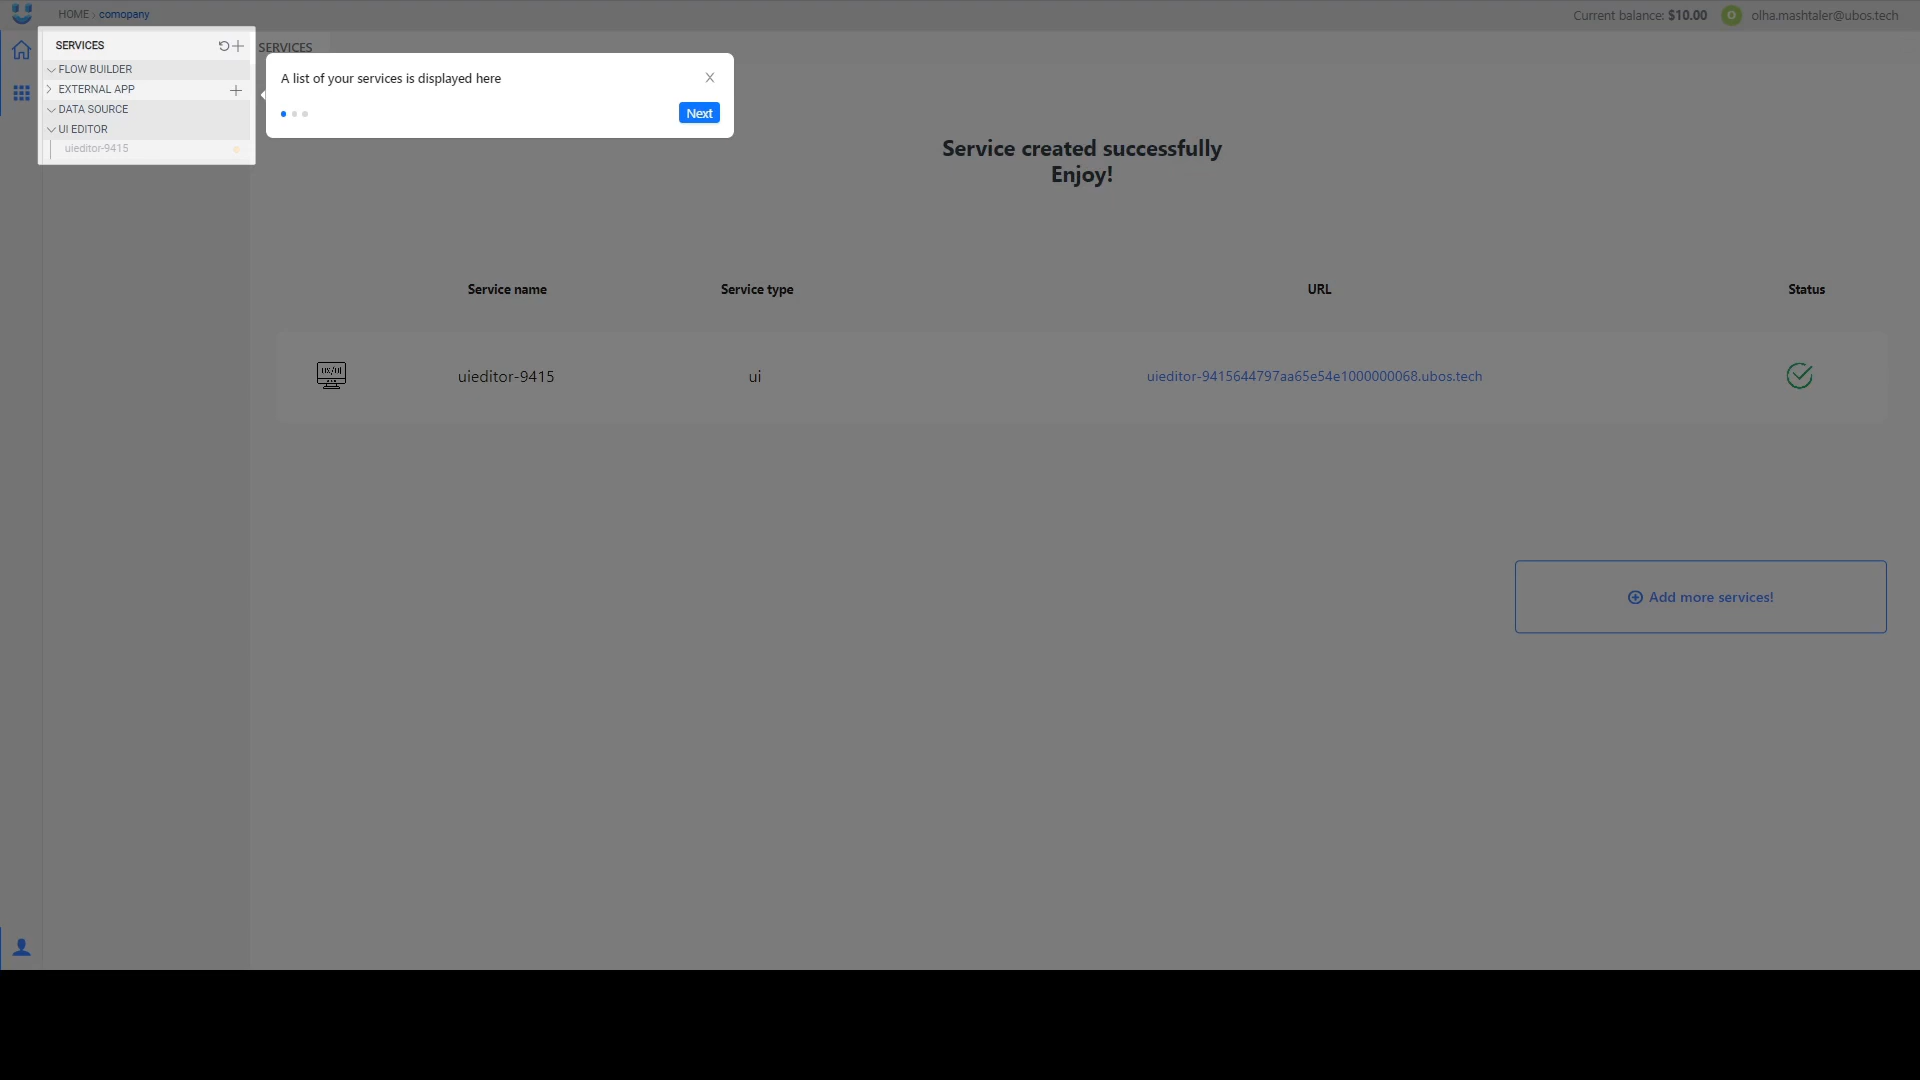 HOME › comopany
Current balance: $10.00
O
olha.mashtaler@ubos.tech
SERVICES
SERVICES
FLOW BUILDER
EXTERNAL APP
DATA SOURCE
UI EDITOR
uieditor-9415
A list of your services is displayed here
Next
Service created successfully
Enjoy!
Service name Service type URL Status
UX/UI uieditor-9415 ui uieditor-9415644797aa65e54e1000000068.ubos.tech
Add more services!